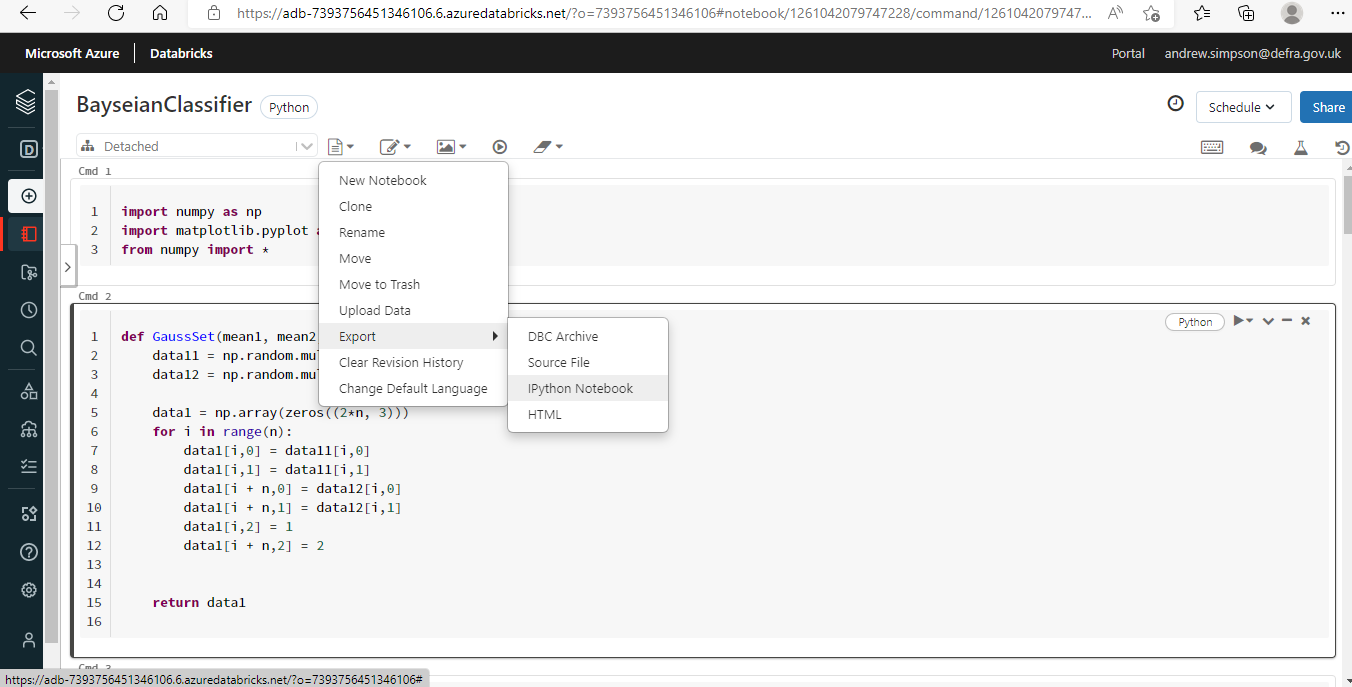 https://adb-7393756451346106.6.azuredatabricks.net/?o=7393756451346106#notebook/1261042079747228/command/1261042079747...
Microsoft Azure Databricks Portal andrew.simpson@defra.gov.uk
BayseianClassifier Python Schedule Share
Detached
Cmd 1
New Notebook
Clone
Rename
Move
Move to Trash
Upload Data
Export
Clear Revision History
Change Default Language
DBC Archive
Source File
IPython Notebook
HTML
1 import numpy as np
2 import matplotlib.pyplot
3 from numpy import *
Cmd 2
Python
1 def GaussSet(mean1, mean2
2 data11 = np.random.mul
3 data12 = np.random.mul
4
5 data1 = np.array(zeros((2*n, 3)))
6 for i in range(n):
7 data1[i,0] = data11[i,0]
8 data1[i,1] = data11[i,1]
9 data1[i + n,0] = data12[i,0]
10 data1[i + n,1] = data12[i,1]
11 data1[i,2] = 1
12 data1[i + n,2] = 2
13
14
15 return data1
16
Cmd 3
https://adb-7393756451346106.6.azuredatabricks.net/?o=7393756451346106#